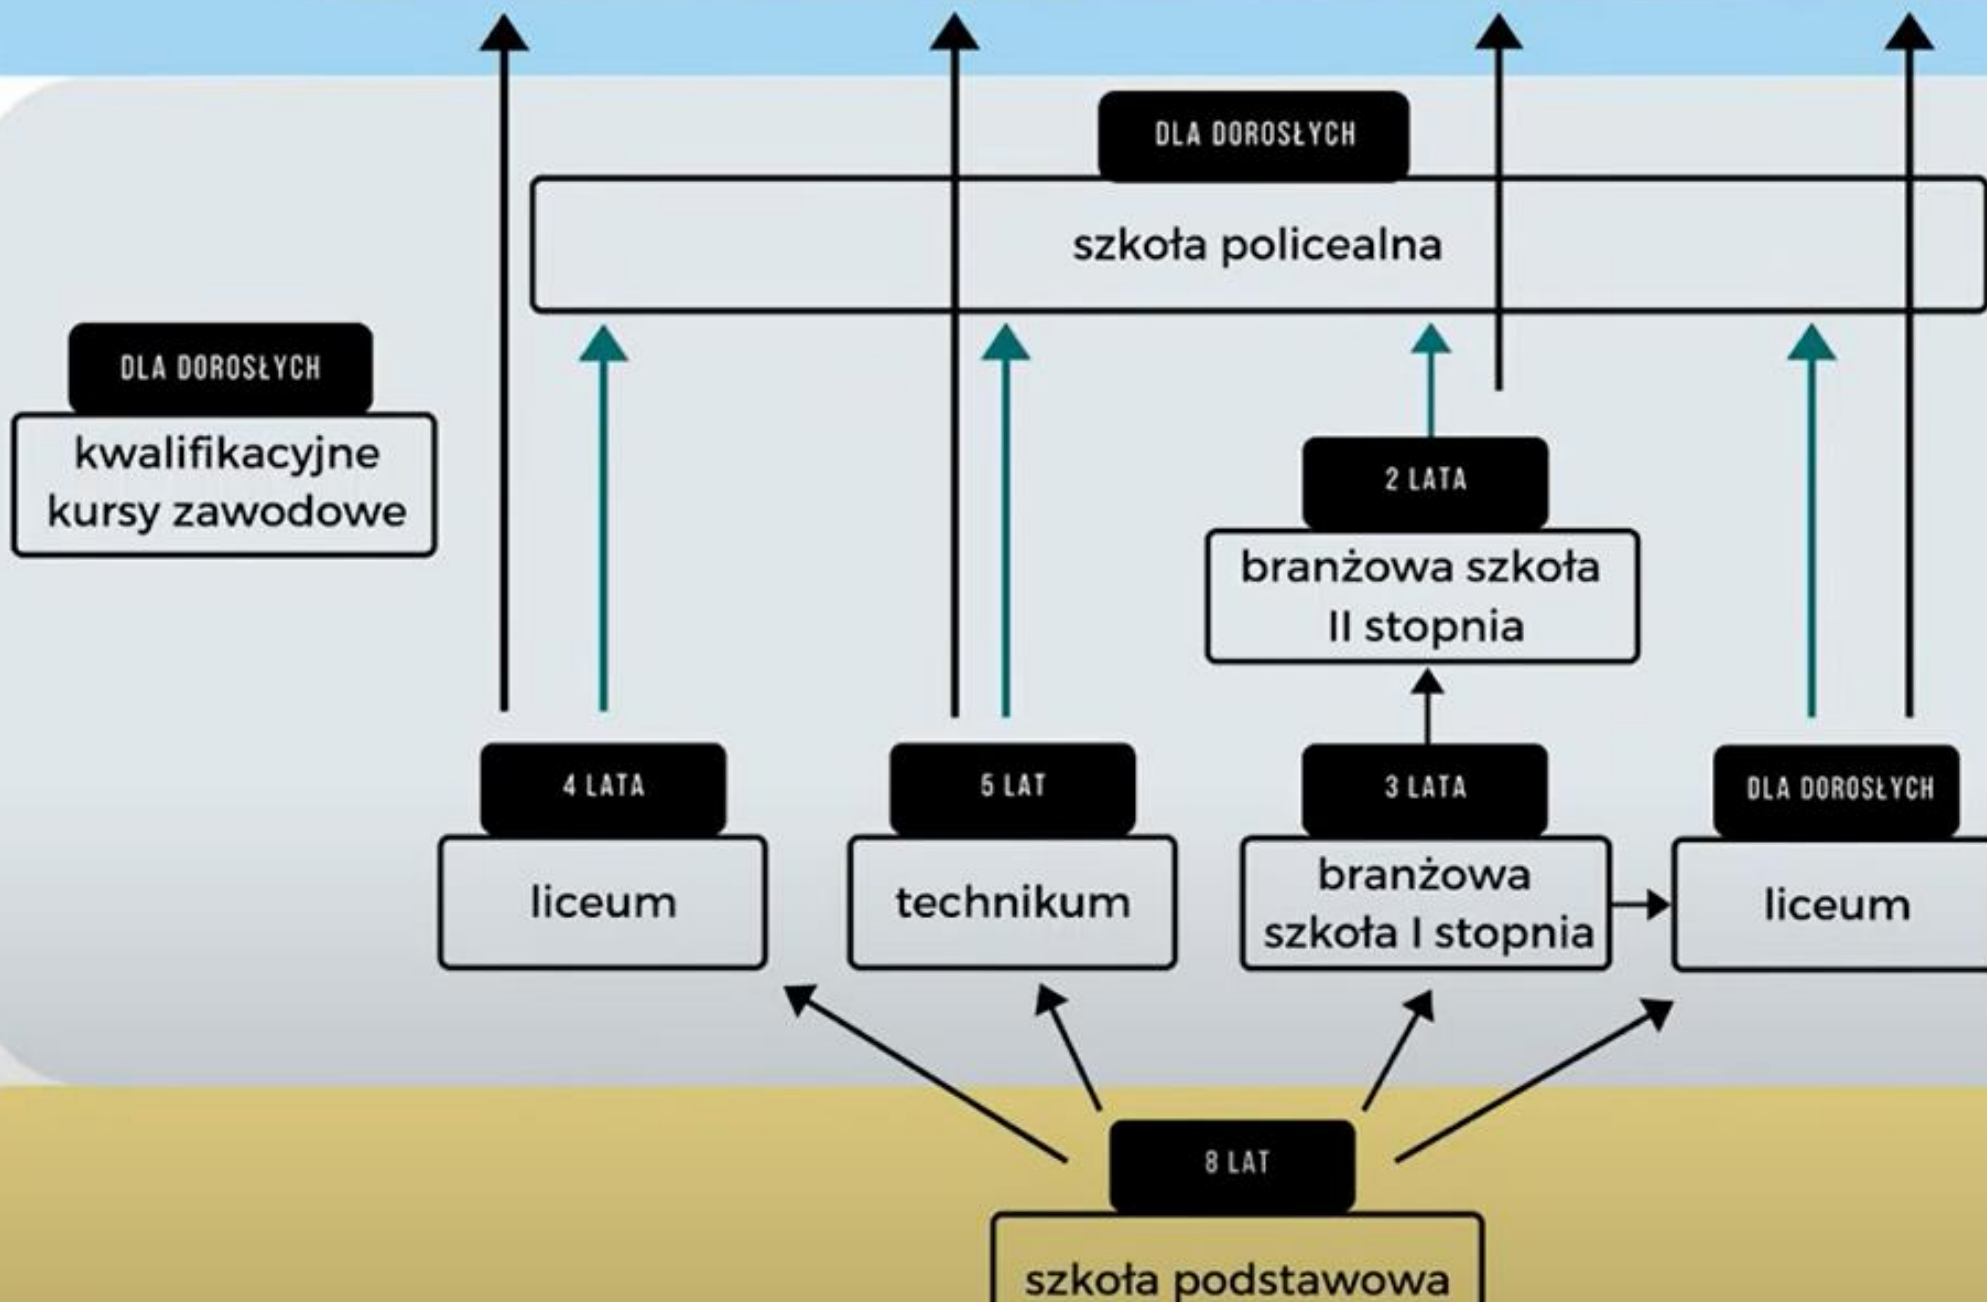 DLA DOROSŁYCH
szkoła policealna
DLA DOROSŁYCH
kwalifikacyjne
kursy zawodowe
2 LATA
branżowa szkoła
II stopnia
4 LATA
liceum
5 LAT
technikum
3 LATA
branżowa
szkoła I stopnia
DLA DOROSŁYCH
liceum
8 LAT
szkoła podstawowa